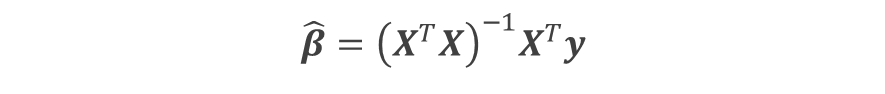 𝜷̂ = (𝑿ᵀ𝑿)⁻¹𝑿ᵀ𝒚